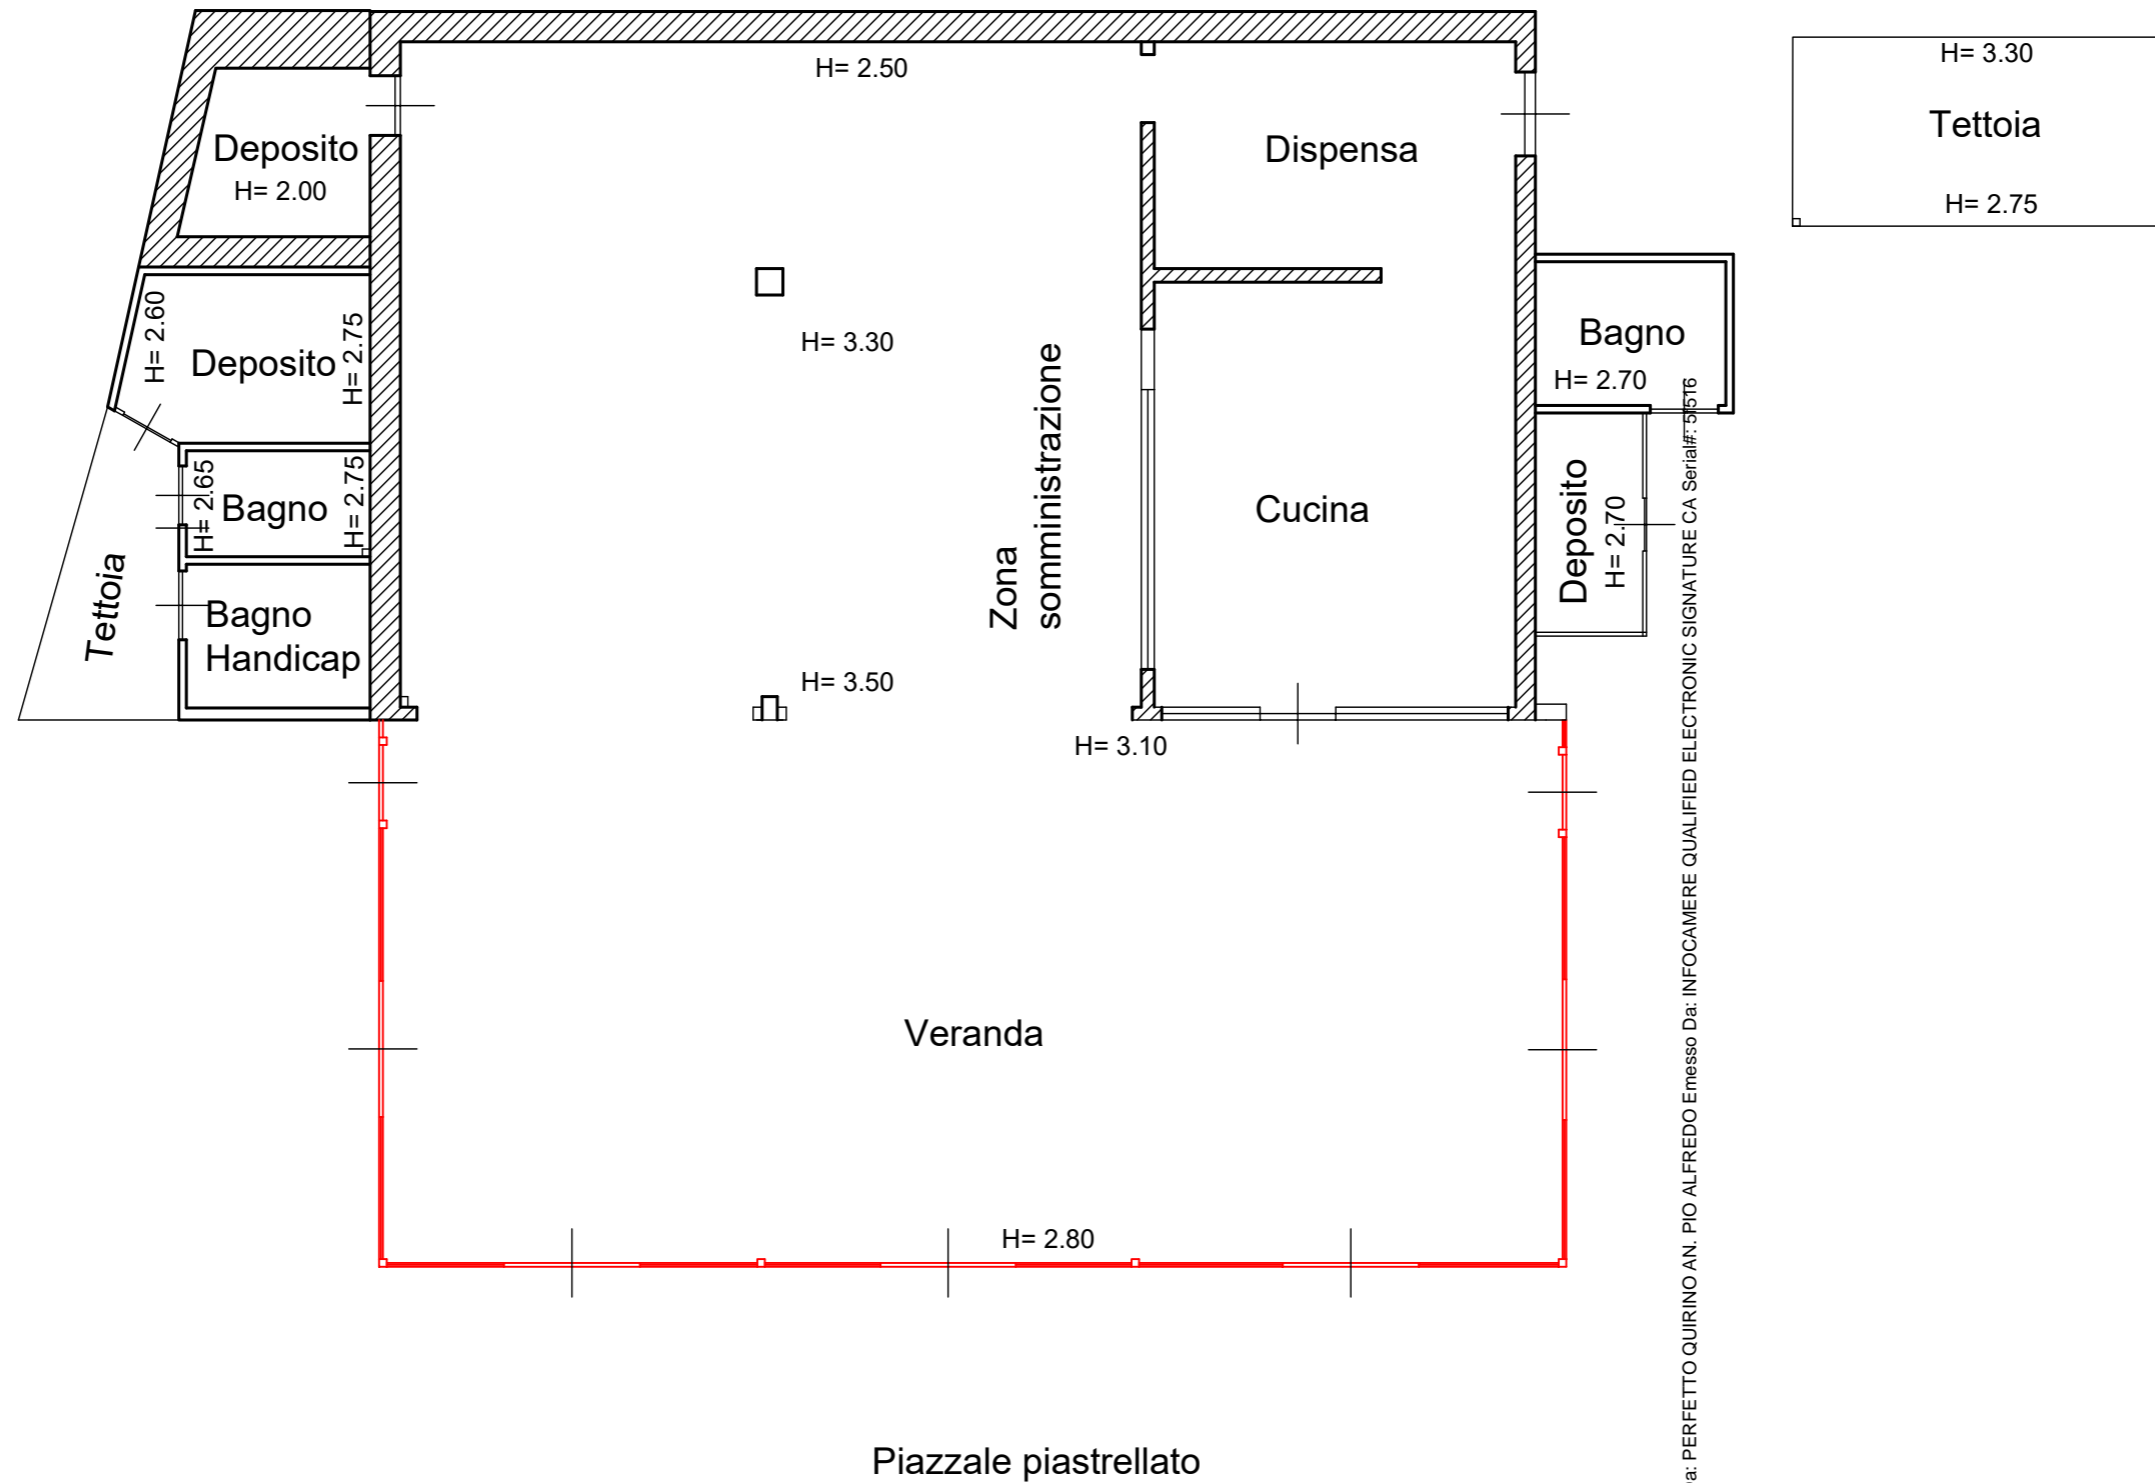 H= 2.50
H= 3.30
Tettoia
H= 2.75
Deposito
H= 2.00
Dispensa
H= 2.60
Deposito
H= 2.75
H= 3.30
Zona
somministrazione
Bagno
H= 2.70
H= 2.65
Bagno
H= 2.75
Cucina
Deposito
H= 2.70
Tettoia
Bagno
Handicap
H= 3.50
H= 3.10
Veranda
H= 2.80
Piazzale piastrellato
PERFETTO QUIRINO AN. PIO ALFREDO Emesso Da: INFOCAMERE QUALIFIED ELECTRONIC SIGNATURE CA Serial#: